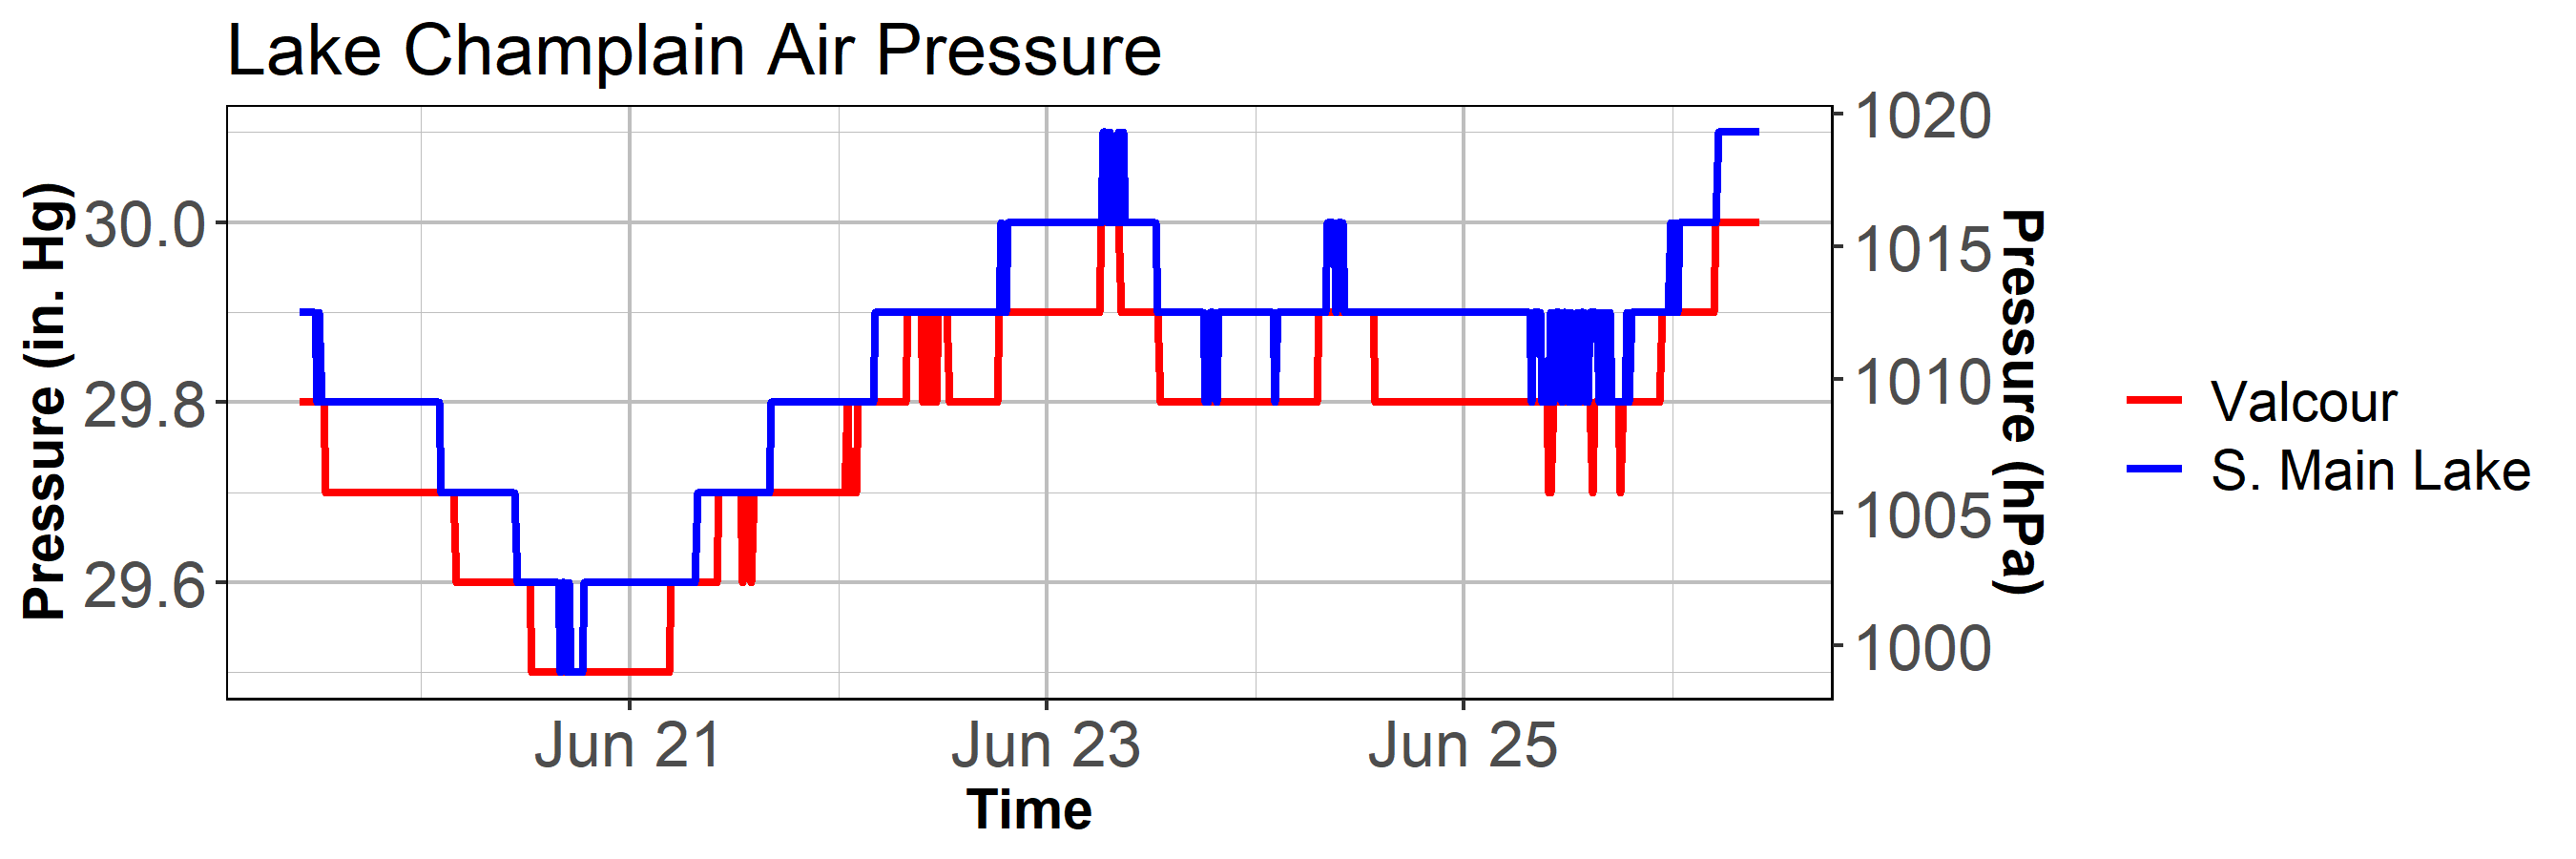 Lake Champlain Air Pressure
Pressure (in. Hg)
30.0
29.8
29.6
1020
1015
1010
1005
1000
Pressure (hPa)
Jun 21
Jun 23
Jun 25
Time
Valcour
S. Main Lake